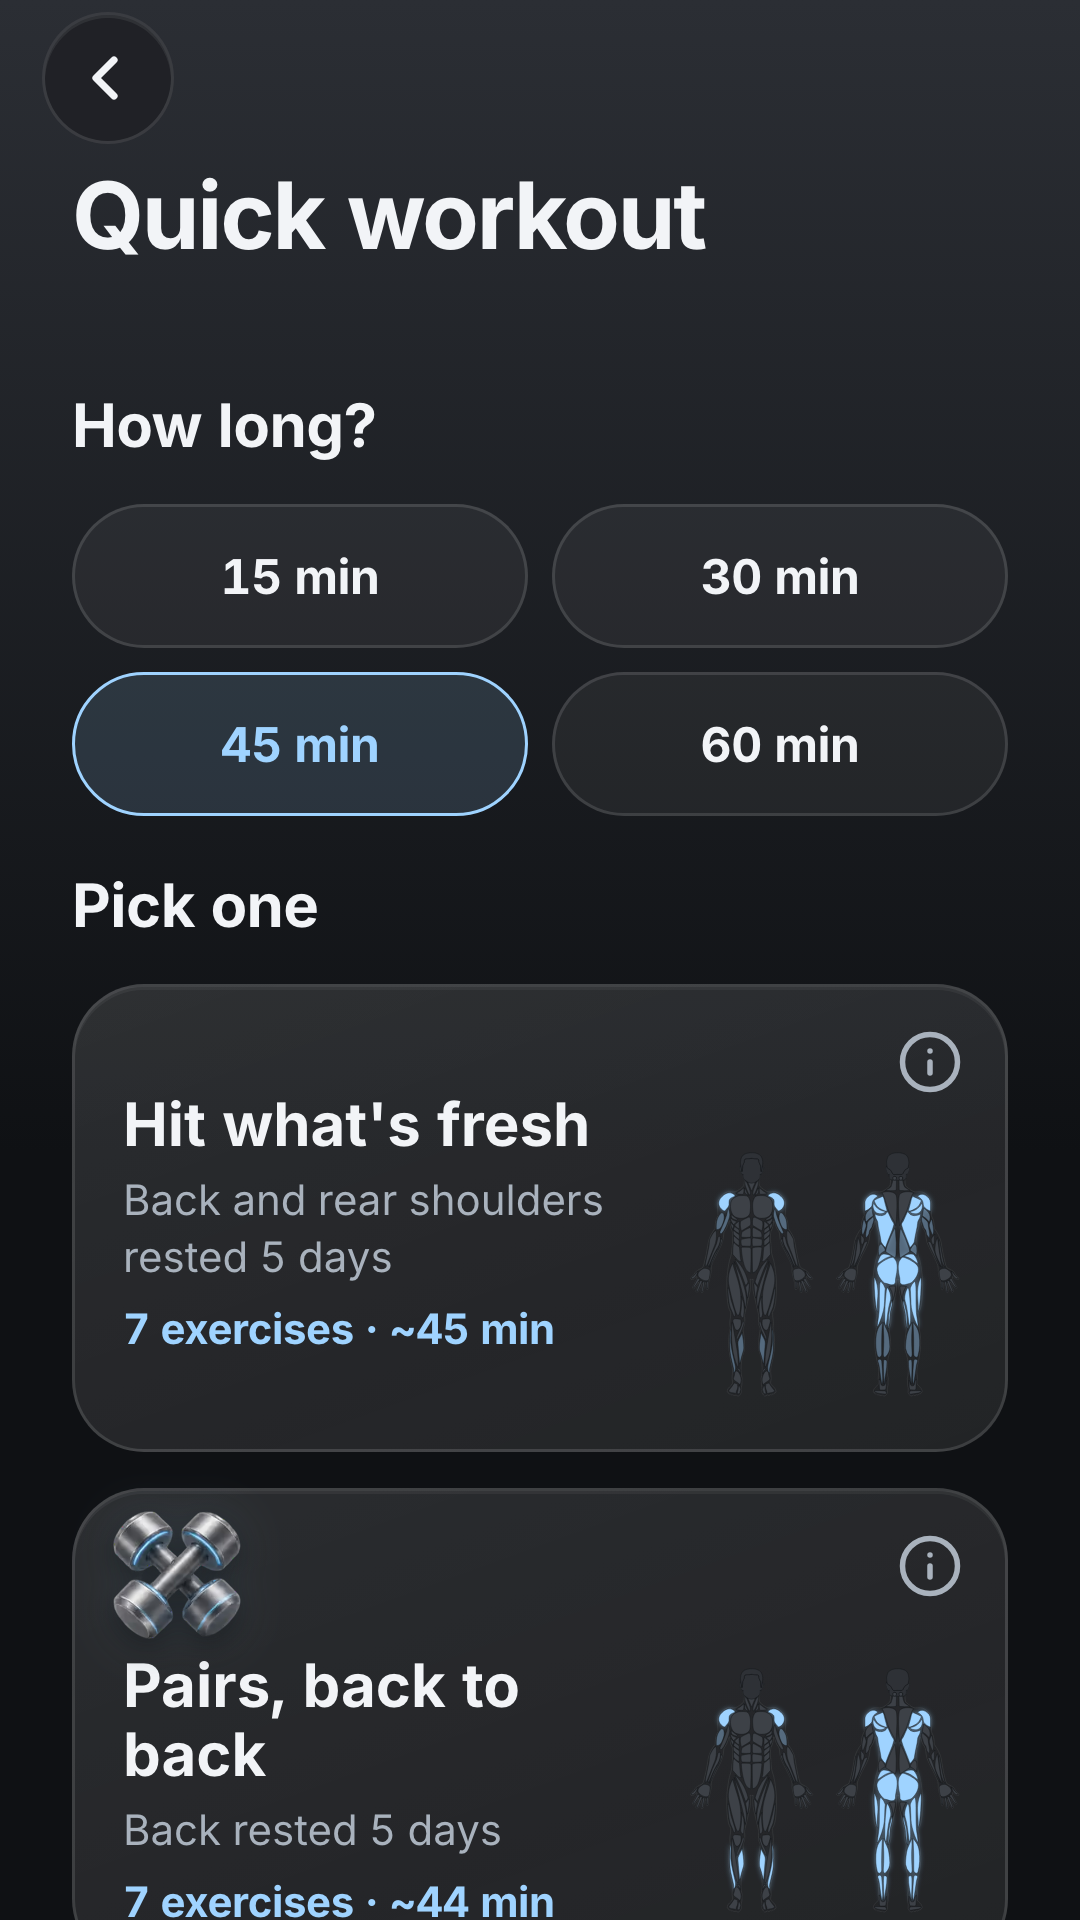 Quick workout
How long?
15 min
30 min
45 min
60 min
Pick one
Hit what's fresh
Back and rear shoulders
rested 5 days
7 exercises · ~45 min
Pairs, back to
back
Back rested 5 days
7 exercises · ~44 min